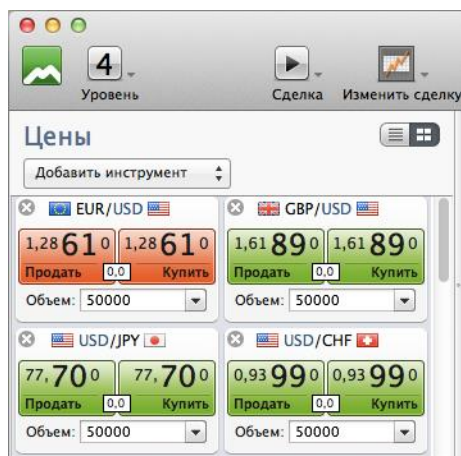 4
Уровень Сделка Изменить сделку
Цены
Добавить инструмент
EUR/USD GBP/USD
1,28 61 0 1,28 61 0 1,61 89 0 1,61 89 0
Продать 0,0 Купить Продать 0,0 Купить
Объем: 50000 Объем: 50000
USD/JPY USD/CHF
77, 70 0 77, 70 0 0,93 99 0 0,93 99 0
Продать 0,0 Купить Продать 0,0 Купить
Объем: 50000 Объем: 50000